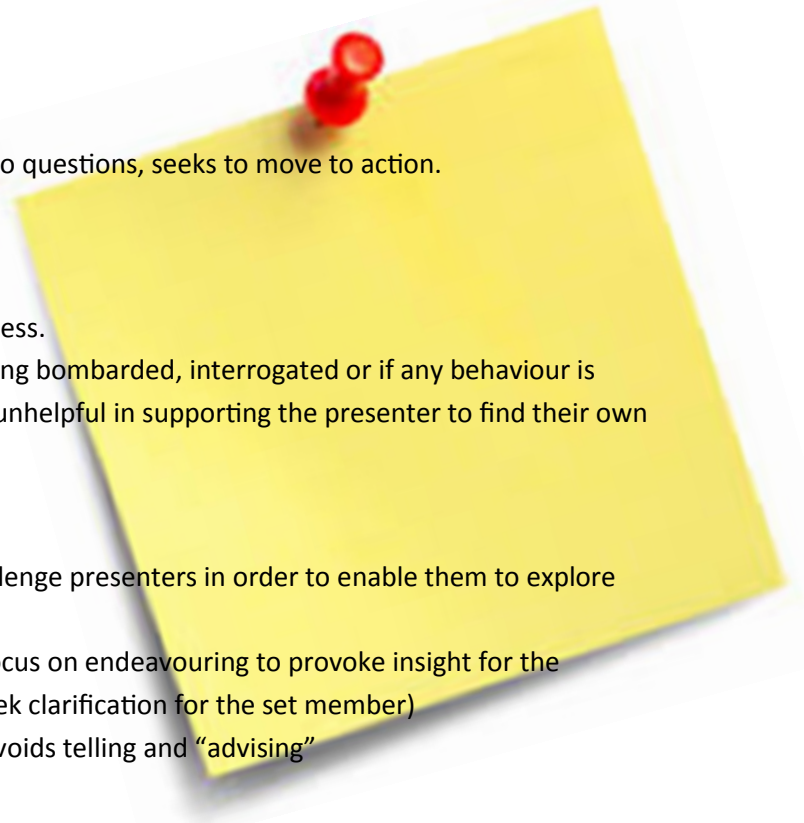 o questions, seeks to move to action.
ess.
ng bombarded, interrogated or if any behaviour is
unhelpful in supporting the presenter to find their own
lenge presenters in order to enable them to explore
cus on endeavouring to provoke insight for the
ek clarification for the set member)
voids telling and “advising”